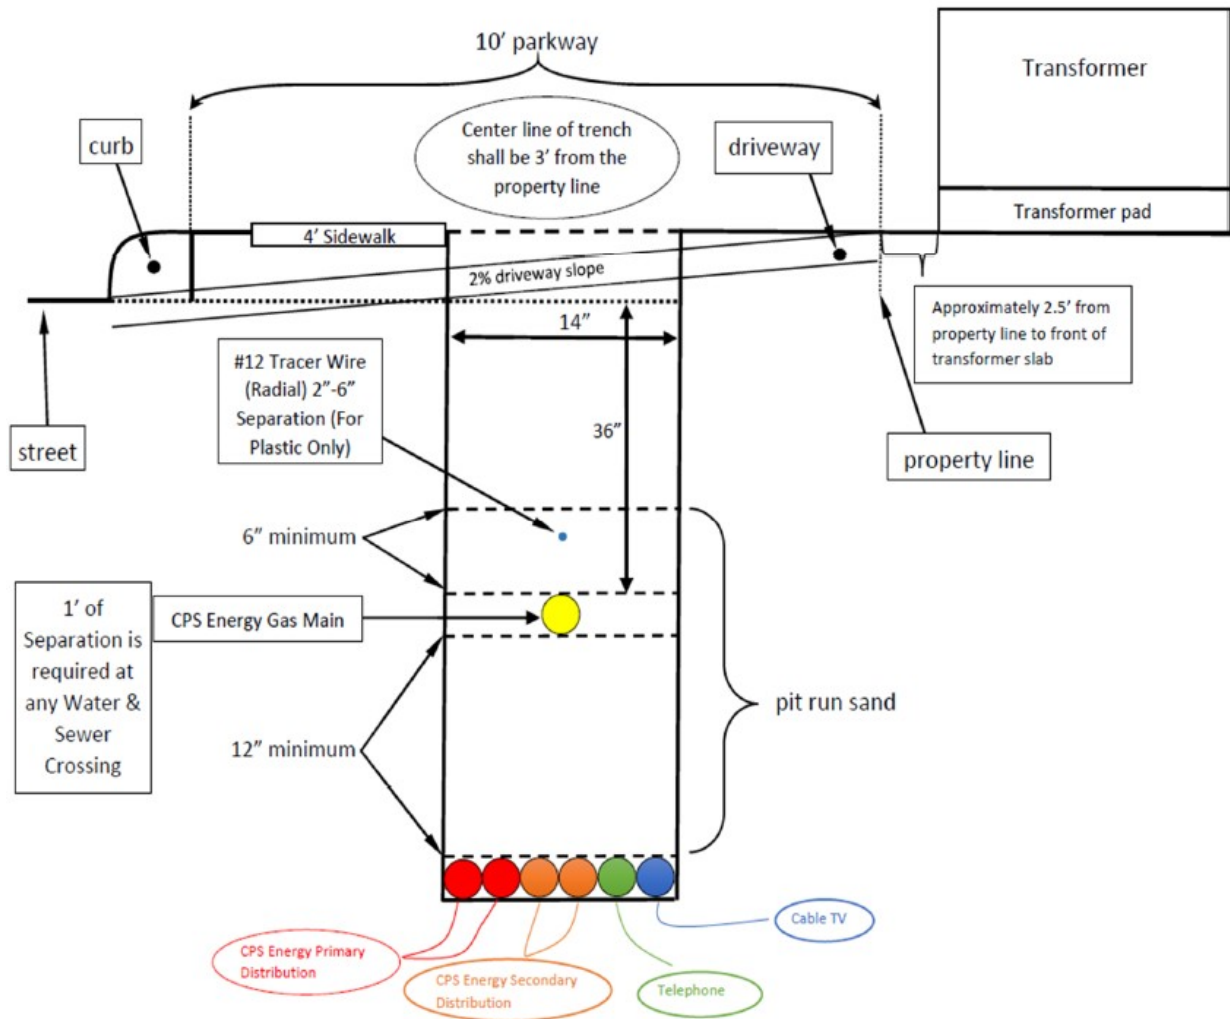 10’ parkway
Transformer
Center line of trench
shall be 3’ from the
property line
curb
driveway
Transformer pad
4’ Sidewalk
2% driveway slope
14”
Approximately 2.5’ from
property line to front of
transformer slab
#12 Tracer Wire
(Radial) 2”-6”
Separation (For
Plastic Only)
36”
street
property line
6” minimum
1’ of
Separation is
required at
any Water &
Sewer
Crossing
CPS Energy Gas Main
pit run sand
12” minimum
Cable TV
CPS Energy Primary
Distribution
CPS Energy Secondary
Distribution
Telephone